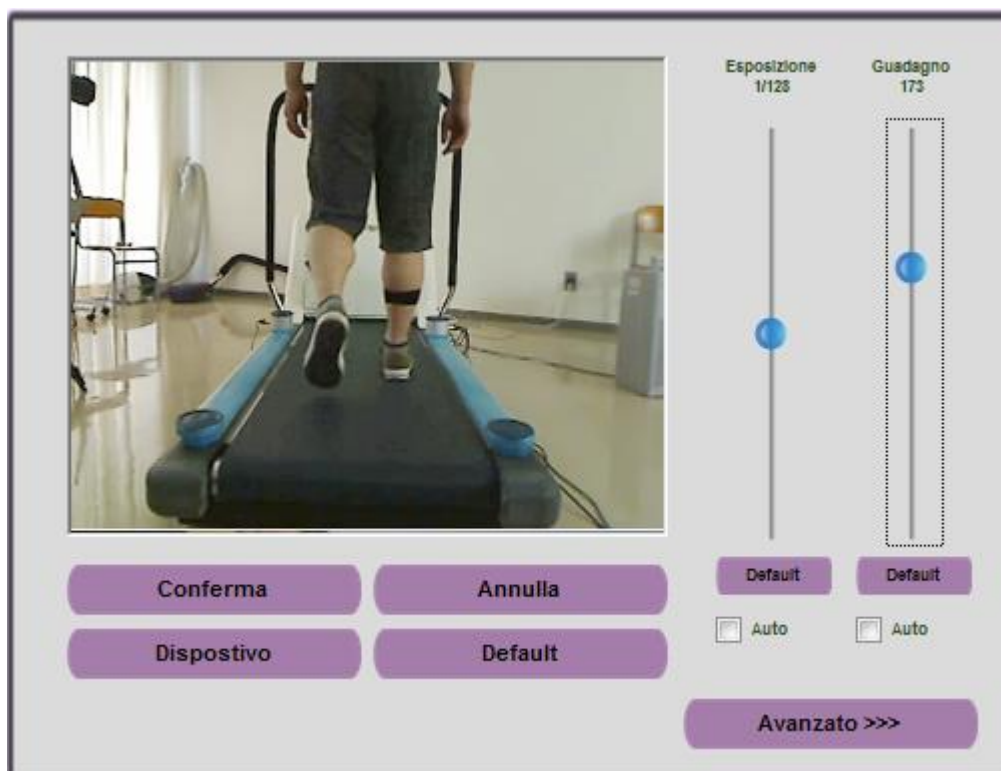 Esposizione
1/128
Guadagno
173
Default
Default
Auto
Auto
Conferma
Annulla
Dispostivo
Default
Avanzato >>>